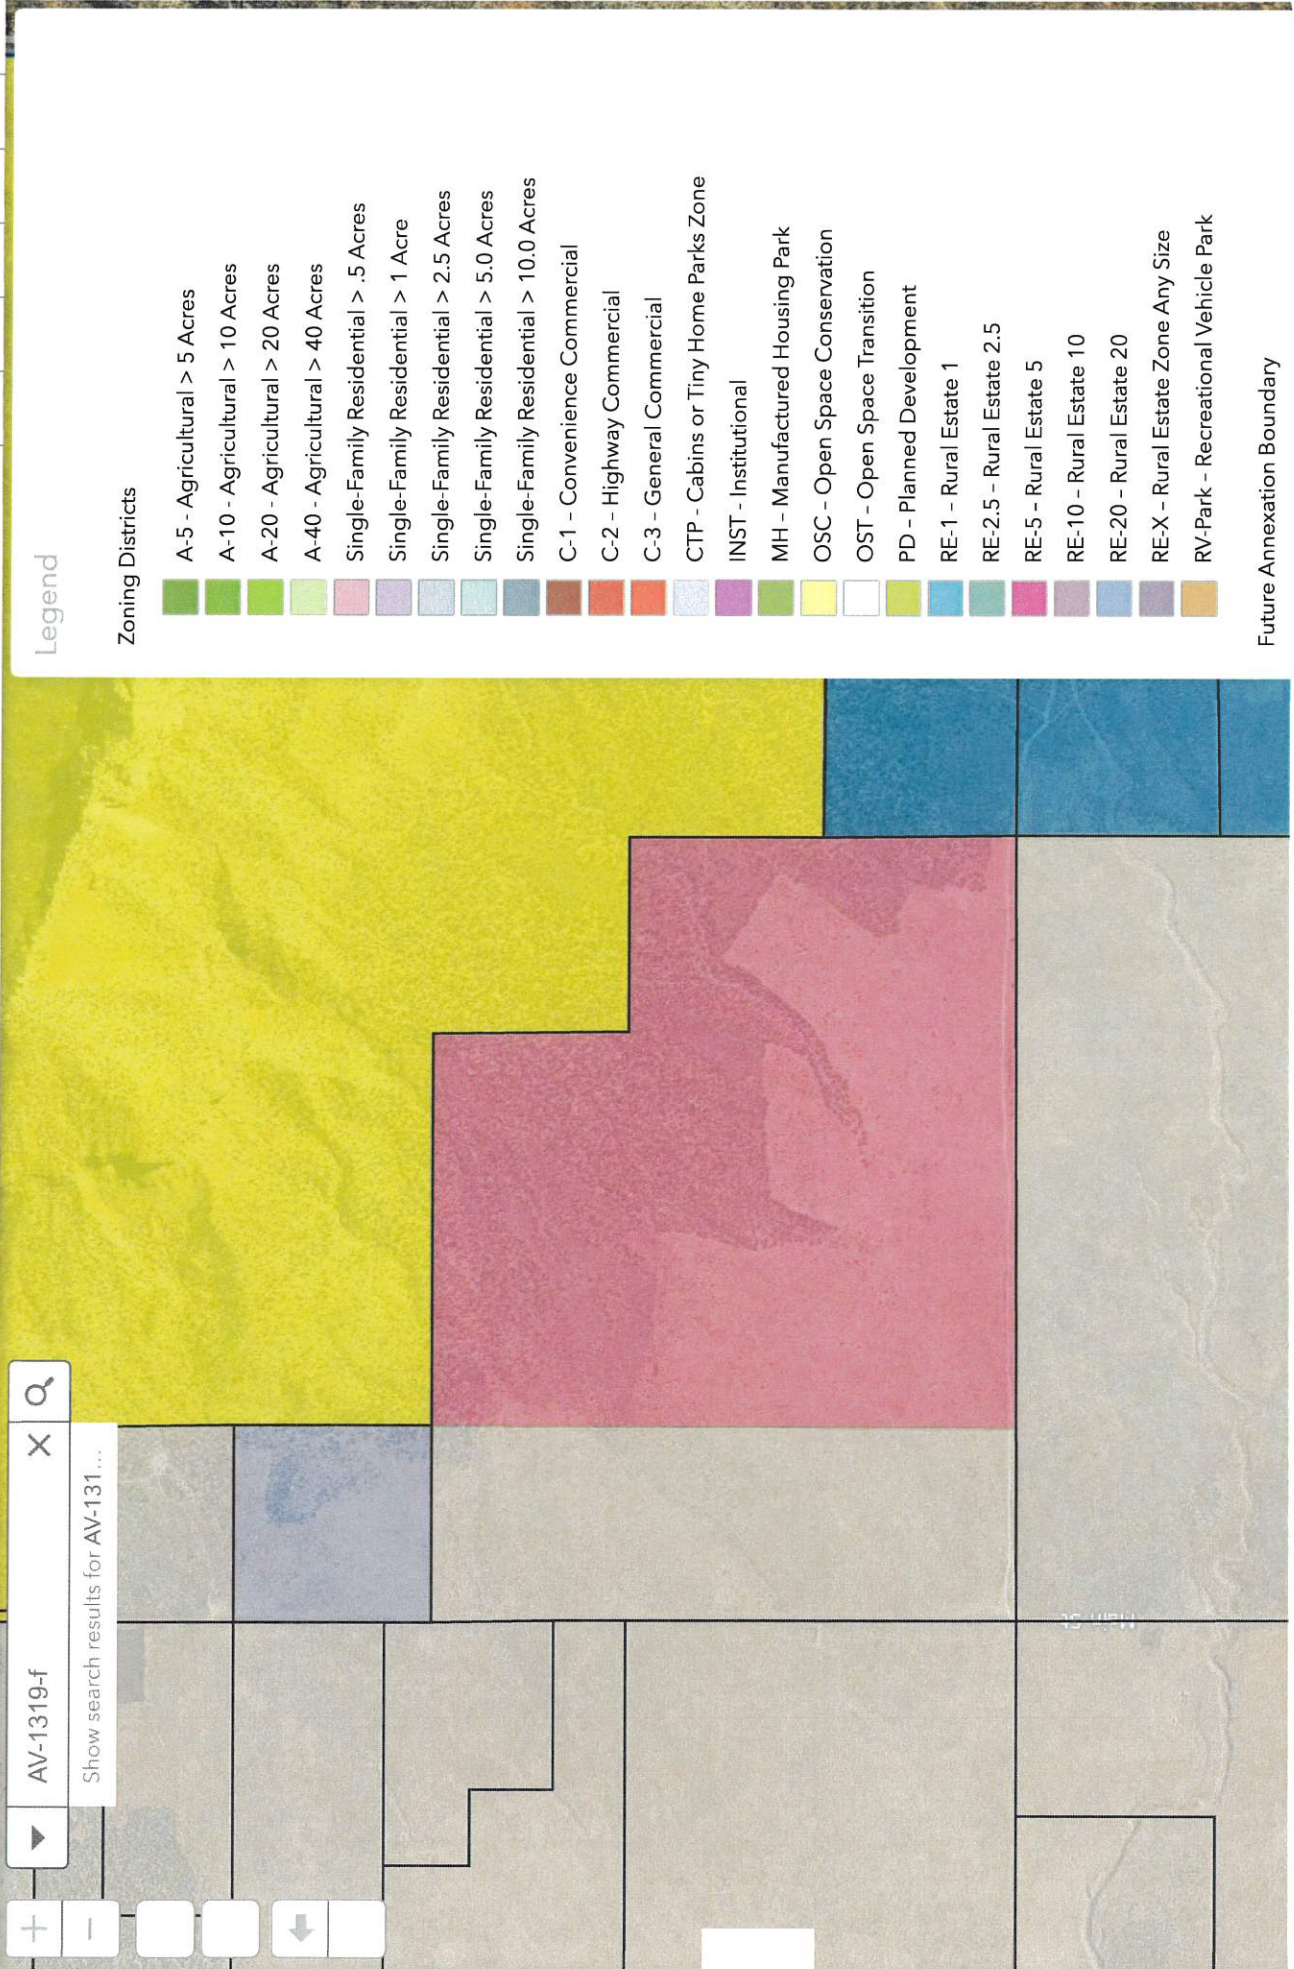 AV-1319-f
Show search results for AV-131...
Legend
Zoning Districts
A-5 - Agricultural > 5 Acres
A-10 - Agricultural > 10 Acres
A-20 - Agricultural > 20 Acres
A-40 - Agricultural > 40 Acres
Single-Family Residential > .5 Acres
Single-Family Residential > 1 Acre
Single-Family Residential > 2.5 Acres
Single-Family Residential > 5.0 Acres
Single-Family Residential > 10.0 Acres
C-1 – Convenience Commercial
C-2 – Highway Commercial
C-3 – General Commercial
CTP - Cabins or Tiny Home Parks Zone
INST - Institutional
MH – Manufactured Housing Park
OSC – Open Space Conservation
OST – Open Space Transition
PD – Planned Development
RE-1 – Rural Estate 1
RE-2.5 – Rural Estate 2.5
RE-5 – Rural Estate 5
RE-10 – Rural Estate 10
RE-20 – Rural Estate 20
RE-X – Rural Estate Zone Any Size
RV-Park – Recreational Vehicle Park
Future Annexation Boundary
Main St